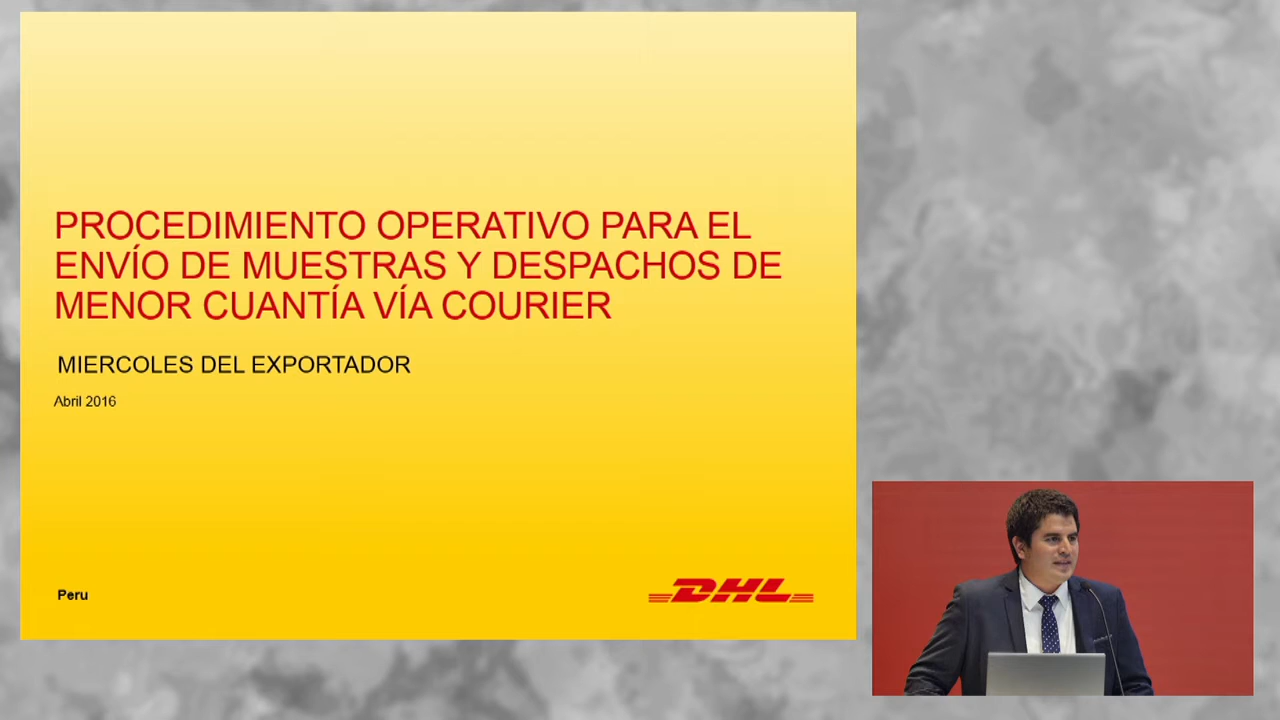 PROCEDIMIENTO OPERATIVO PARA EL
ENVÍO DE MUESTRAS Y DESPACHOS DE
MENOR CUANTÍA VÍA COURIER
MIERCOLES DEL EXPORTADOR
Abril 2016
Peru
DHL